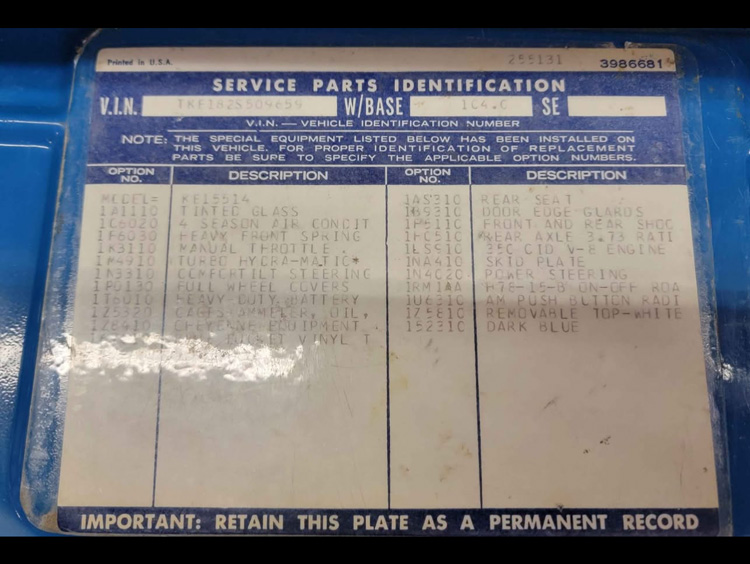 Printed in U.S.A. 255131 3986681
SERVICE PARTS IDENTIFICATION
V.I.N. TKE182S509659 W/BASE 104.0 SE
V.I.N. — VEHICLE IDENTIFICATION NUMBER
NOTE: THE SPECIAL EQUIPMENT LISTED BELOW HAS BEEN INSTALLED ON
THIS VEHICLE. FOR PROPER IDENTIFICATION OF REPLACEMENT
PARTS BE SURE TO SPECIFY THE APPLICABLE OPTION NUMBERS.
OPTION NO. DESCRIPTION OPTION NO. DESCRIPTION
MODEL= KE15514 1AS310 REAR SEAT
1A1110 TINTED GLASS 1B9310 DOOR EDGE GUARDS
1C6020 4 SEASON AIR CONDIT 1F5110 FRONT AND REAR SHOC
1F6030 HEAVY FRONT SPRING REAR AXLE 3.73 RATI
1K3110 MANUAL THROTTLE 1LS910 350 CID V-8 ENGINE
1M4910 TURBO HYDRA-MATIC* 1NA410 SKID PLATE
1N3310 COMFORTILT STEERING 1N4020 POWER STEERING
1P0130 FULL WHEEL COVERS H78-15-B ON-OFF ROA
1T6010 HEAVY DUTY BATTERY 1U6310 AM PUSH BUTTON RADI
1Z5320 GAGES-AMMETER, OIL, 1Z5810 REMOVABLE TOP-WHITE
1Z8410 CHEYENNE EQUIPMENT 15231C DARK BLUE
BUCKET VINYL T
IMPORTANT: RETAIN THIS PLATE AS A PERMANENT RECORD